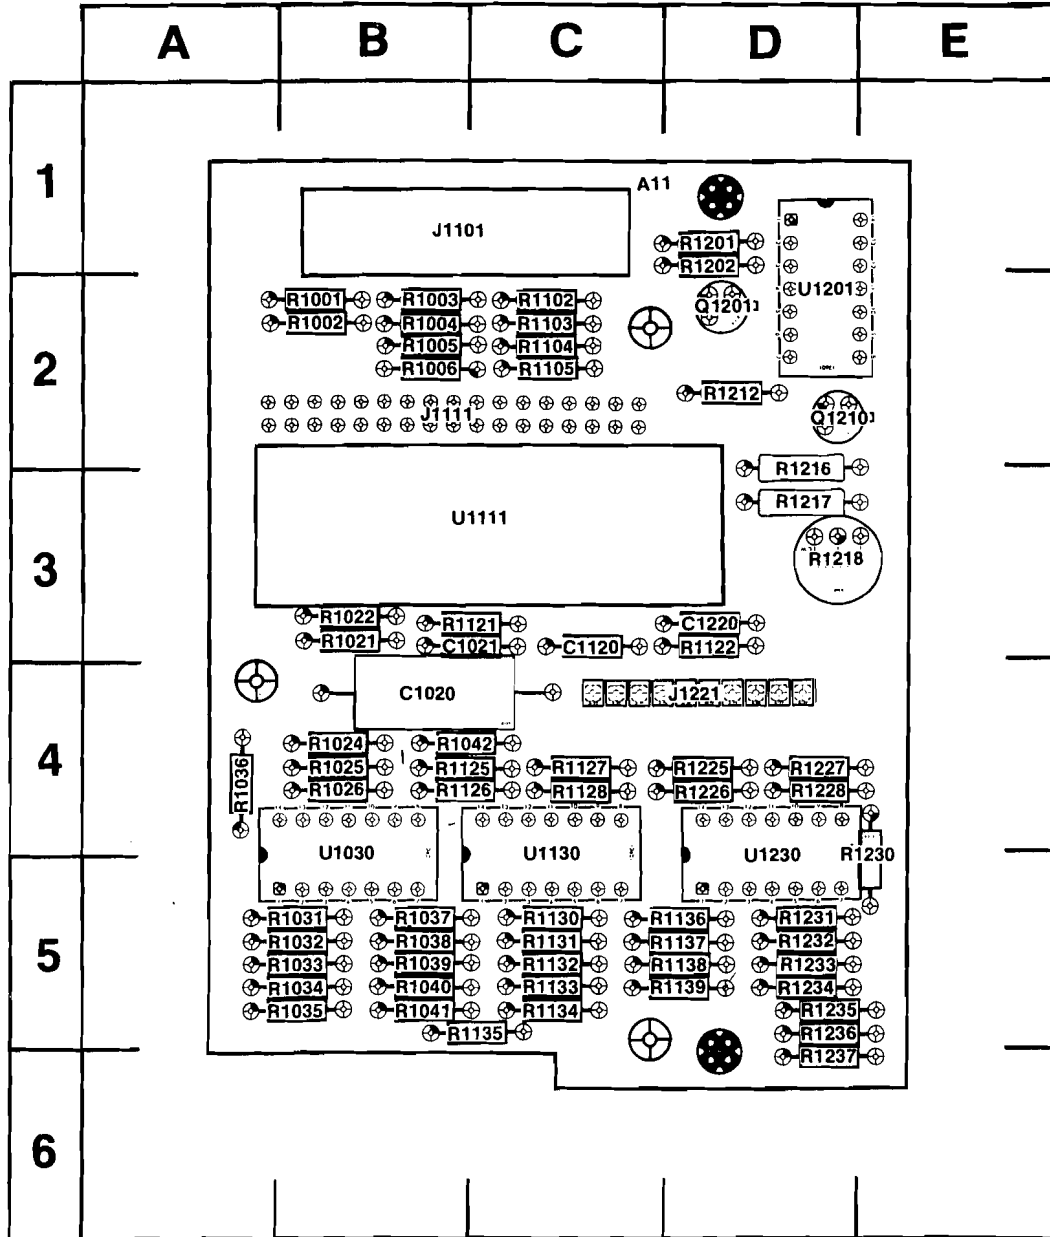 A B C D E
1
A11
J1101
R1201
R1202
U1201
R1001 R1003 R1102
Q1201
R1002 R1004 R1103
R1005 R1104
2
R1006 R1105
R1212
J1111
Q1210
R1216
R1217
U1111
3
R1218
R1022 R1121 C1220
R1021 C1021 C1120 R1122
C1020 J1221
4
R1024 R1042
R1036
R1025 R1125 R1127 R1225 R1227
R1026 R1126 R1128 R1226 R1228
U1030 U1130 U1230 R1230
5
R1031 R1037 R1130 R1136 R1231
R1032 R1038 R1131 R1137 R1232
R1033 R1039 R1132 R1138 R1233
R1034 R1040 R1133 R1139 R1234
R1035 R1041 R1134 R1235
R1135 R1236
R1237
6